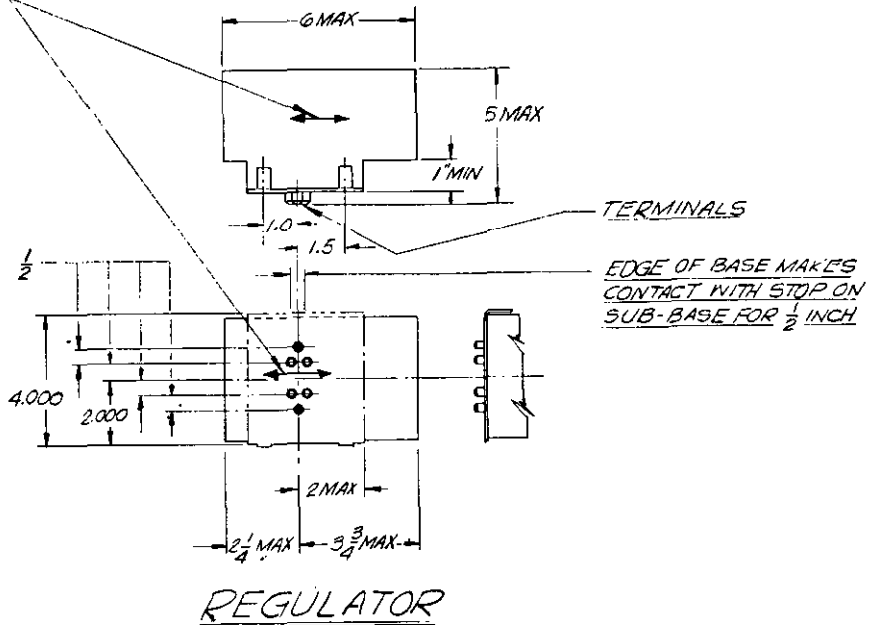 6 MAX
5 MAX
1" MIN
TERMINALS
1.0
1.5
1/2
EDGE OF BASE MAKES
CONTACT WITH STOP ON
SUB-BASE FOR 1/2 INCH
4.000
2.000
2 MAX
2 1/4 MAX
3 3/4 MAX
REGULATOR